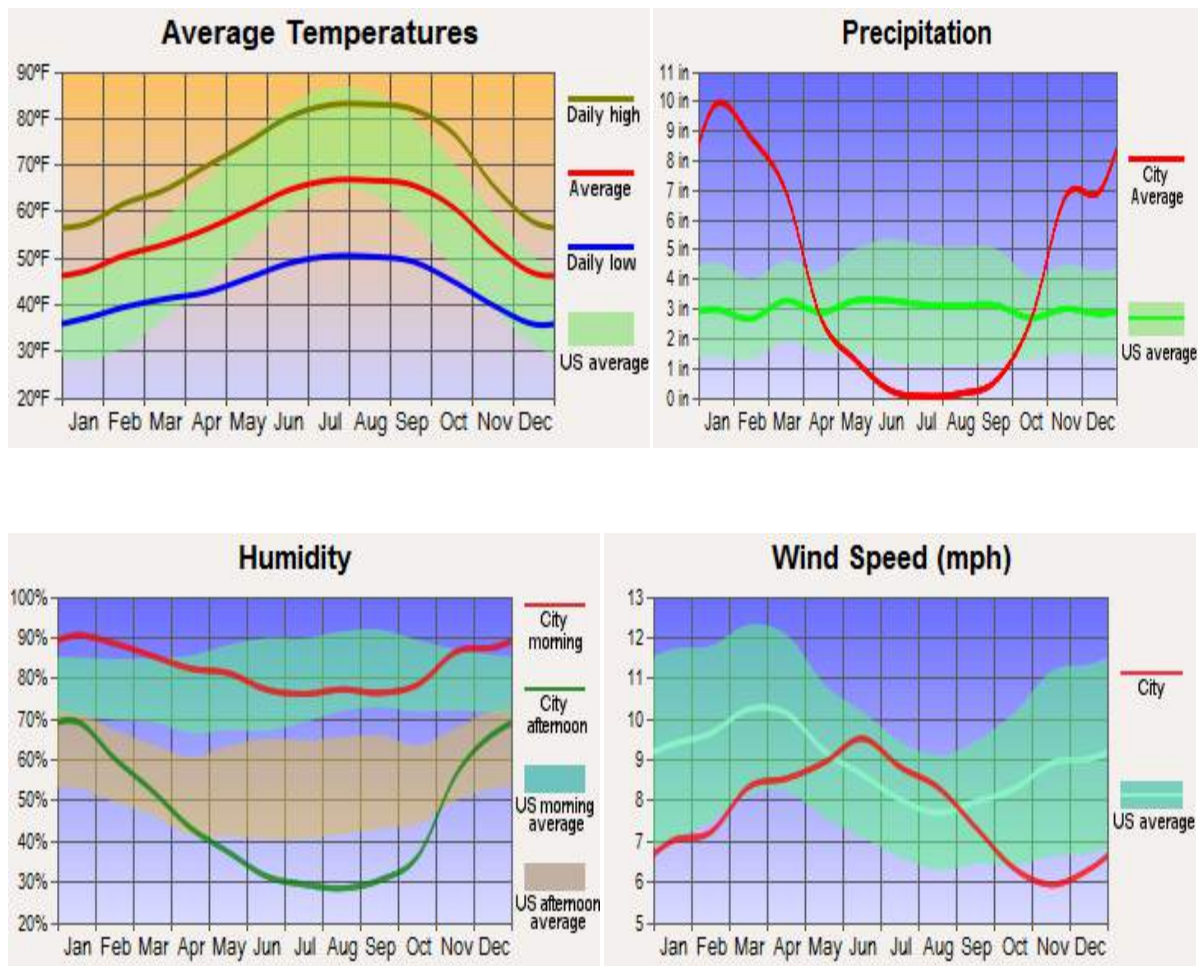 Average Temperatures
90ºF
80ºF
70ºF
60ºF
50ºF
40ºF
30ºF
20ºF
Jan Feb Mar Apr May Jun Jul Aug Sep Oct Nov Dec
Daily high
Average
Daily low
US average
Precipitation
11 in
10 in
9 in
8 in
7 in
6 in
5 in
4 in
3 in
2 in
1 in
0 in
Jan Feb Mar Apr May Jun Jul Aug Sep Oct Nov Dec
City
Average
US average
Humidity
100%
90%
80%
70%
60%
50%
40%
30%
20%
Jan Feb Mar Apr May Jun Jul Aug Sep Oct Nov Dec
City
morning
City
afternoon
US morning
average
US afternoon
average
Wind Speed (mph)
13
12
11
10
9
8
7
6
5
Jan Feb Mar Apr May Jun Jul Aug Sep Oct Nov Dec
City
US average